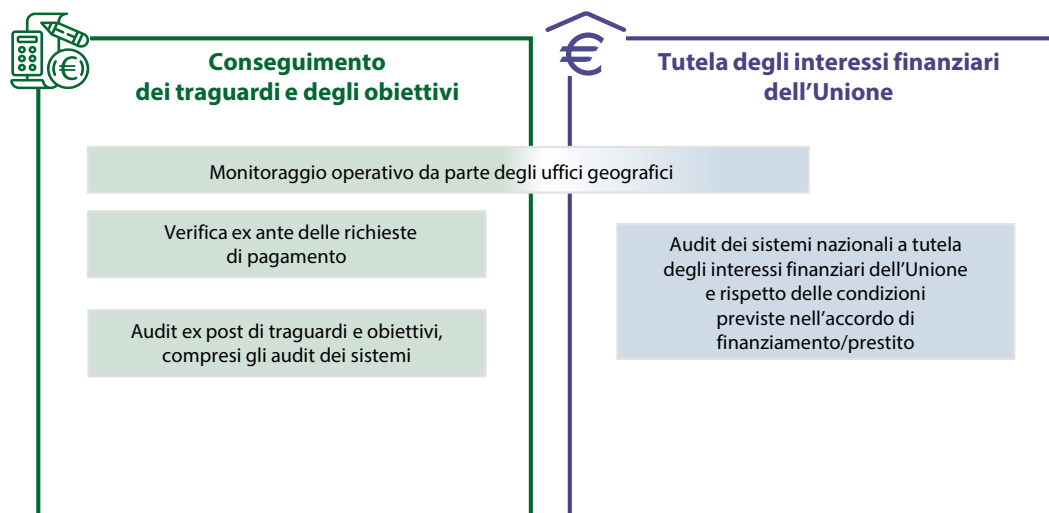 Conseguimento
dei traguardi e degli obiettivi
Tutela degli interessi finanziari
dell'Unione
Monitoraggio operativo da parte degli uffici geografici
Verifica ex ante delle richieste
di pagamento
Audit ex post di traguardi e obiettivi,
compresi gli audit dei sistemi
Audit dei sistemi nazionali a tutela
degli interessi finanziari dell'Unione
e rispetto delle condizioni
previste nell'accordo di
finanziamento/prestito